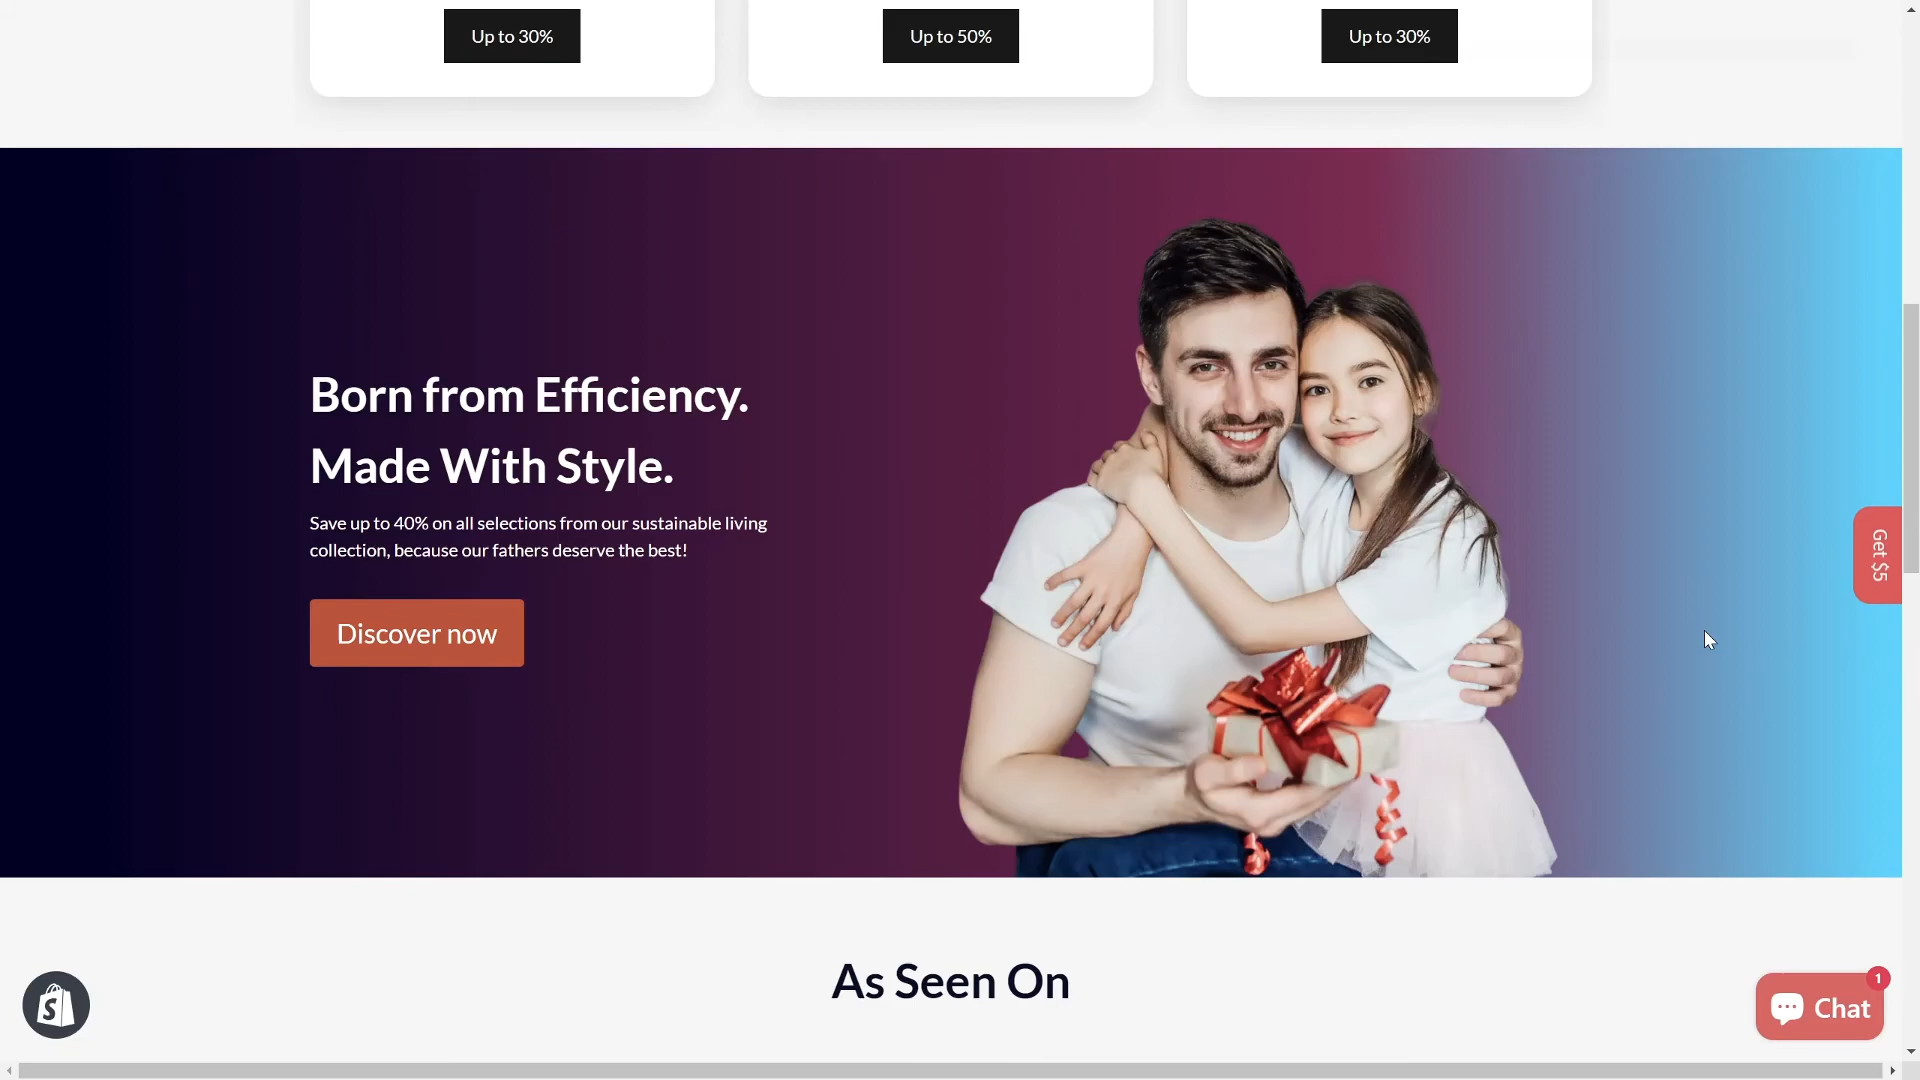 Up to 30%
Up to 50%
Up to 30%
Born from Efficiency.
Made With Style.
Save up to 40% on all selections from our sustainable living
collection, because our fathers deserve the best!
Discover now
Get $5
As Seen On
S
1
Chat